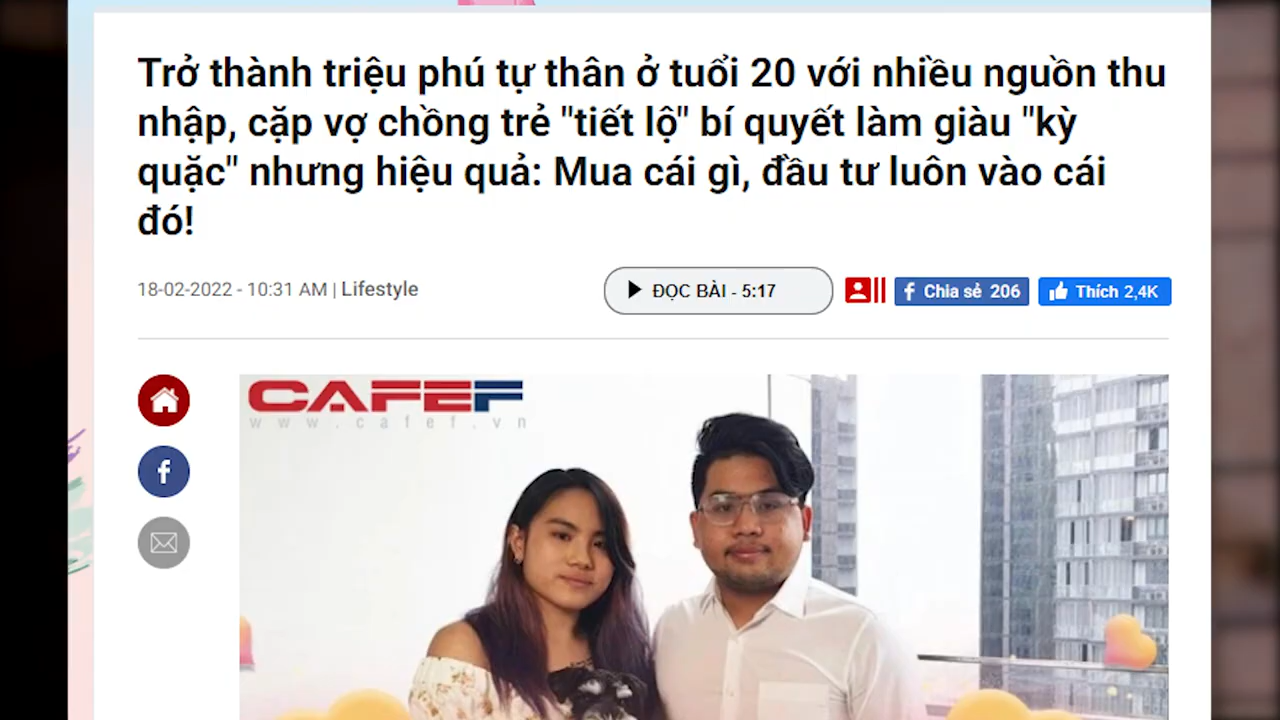 Trở thành triệu phú tự thân ở tuổi 20 với nhiều nguồn thu
nhập, cặp vợ chồng trẻ "tiết lộ" bí quyết làm giàu "kỳ
quặc" nhưng hiệu quả: Mua cái gì, đầu tư luôn vào cái
đó!
18-02-2022 - 10:31 AM | Lifestyle
ĐỌC BÀI - 5:17
Chia sẻ 206
Thích 2,4K
CAFEF
www.cafef.vn